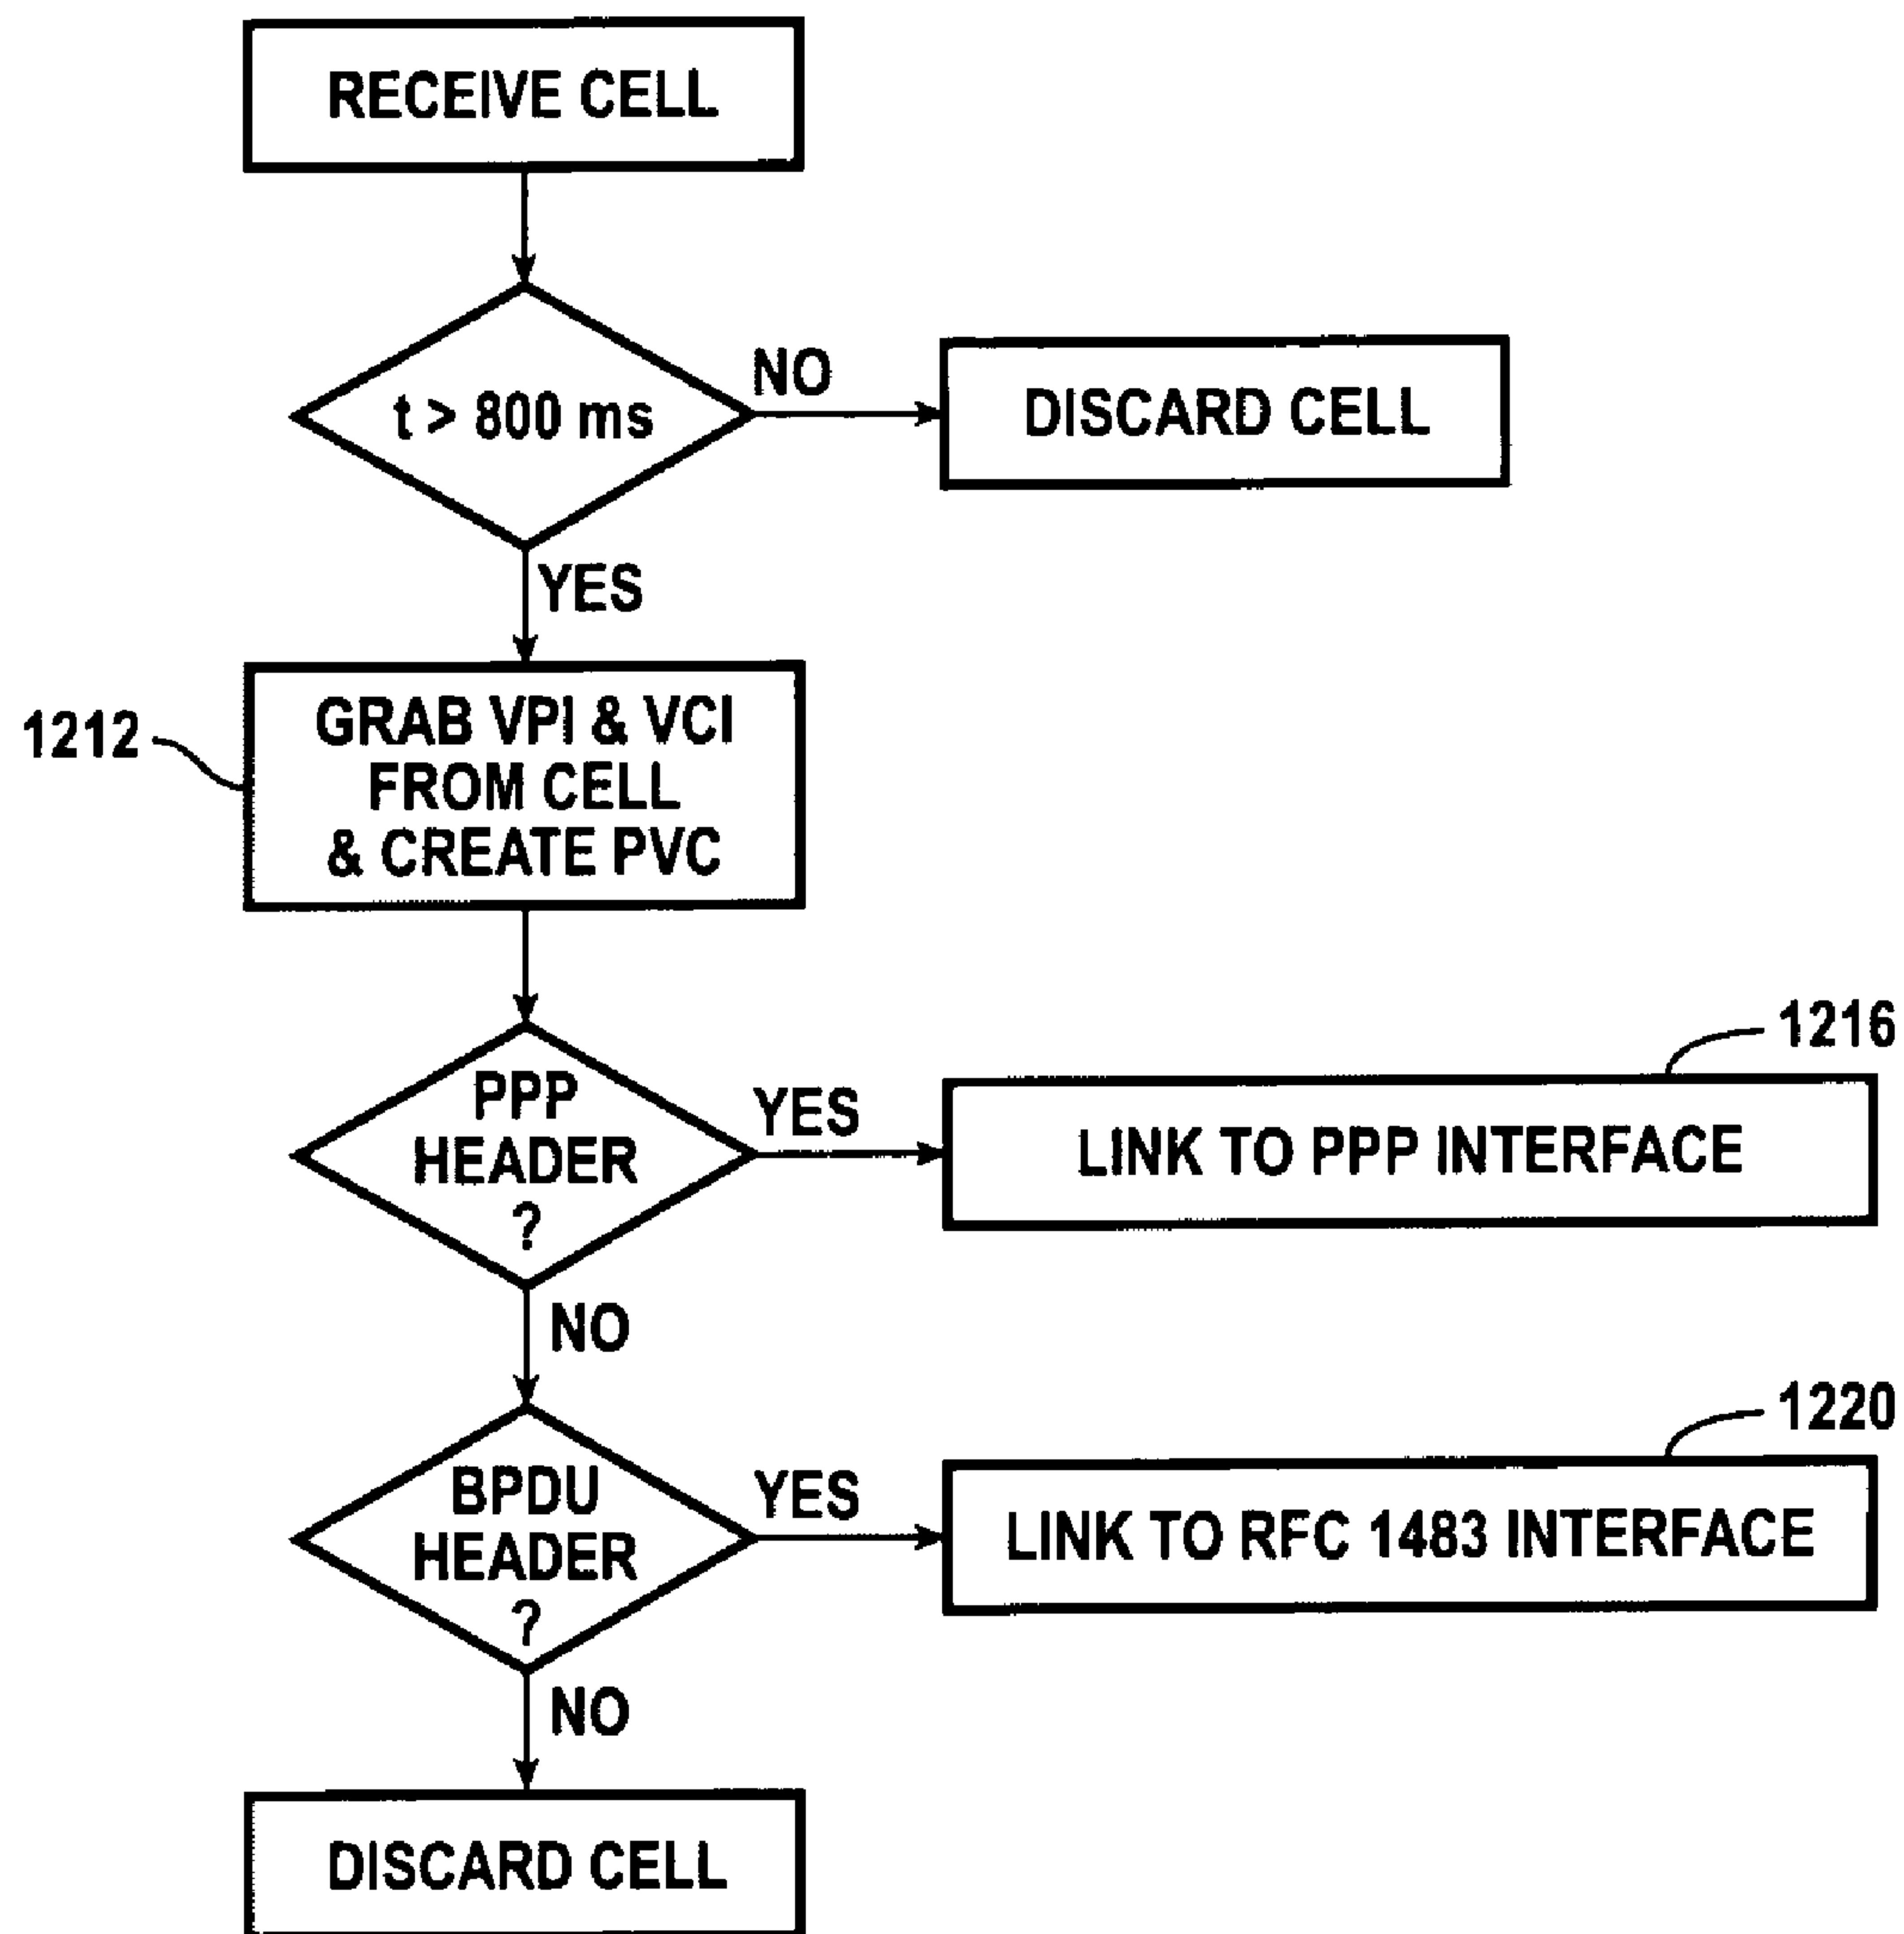 RECEIVE CELL
t > 800 ms
NO
DISCARD CELL
YES
1212
GRAB VPI & VCI
FROM CELL
& CREATE PVC
PPP
HEADER
?
YES
1216
LINK TO PPP INTERFACE
NO
BPDU
HEADER
?
YES
1220
LINK TO RFC 1483 INTERFACE
NO
DISCARD CELL